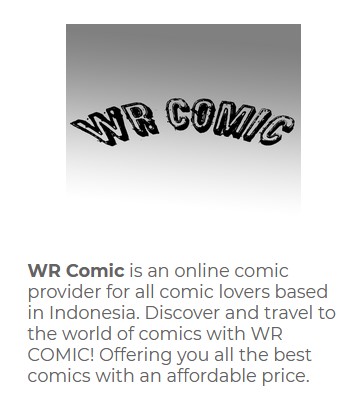 WR COMIC
WR Comic is an online comic
provider for all comic lovers based
in Indonesia. Discover and travel to
the world of comics with WR
COMIC! Offering you all the best
comics with an affordable price.